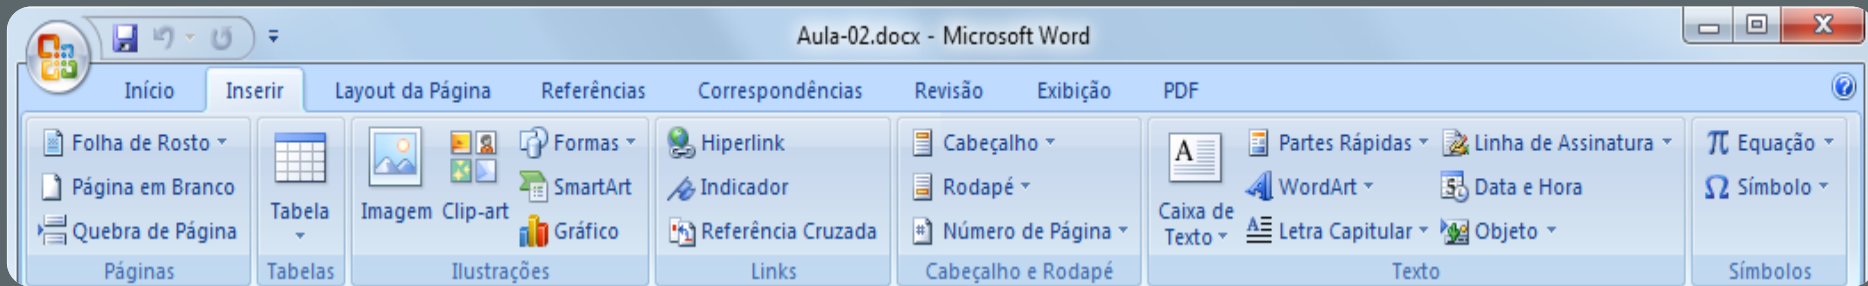 Aula-02.docx - Microsoft Word
Início Inserir Layout da Página Referências Correspondências Revisão Exibição PDF
Folha de Rosto
Página em Branco
Quebra de Página
Páginas
Tabela
Tabelas
Imagem
Clip-art
Formas
SmartArt
Gráfico
Ilustrações
Hiperlink
Indicador
Referência Cruzada
Links
Cabeçalho
Rodapé
Número de Página
Cabeçalho e Rodapé
Caixa de
Texto
Partes Rápidas
WordArt
Letra Capitular
Linha de Assinatura
Data e Hora
Objeto
Texto
Equação
Símbolo
Símbolos